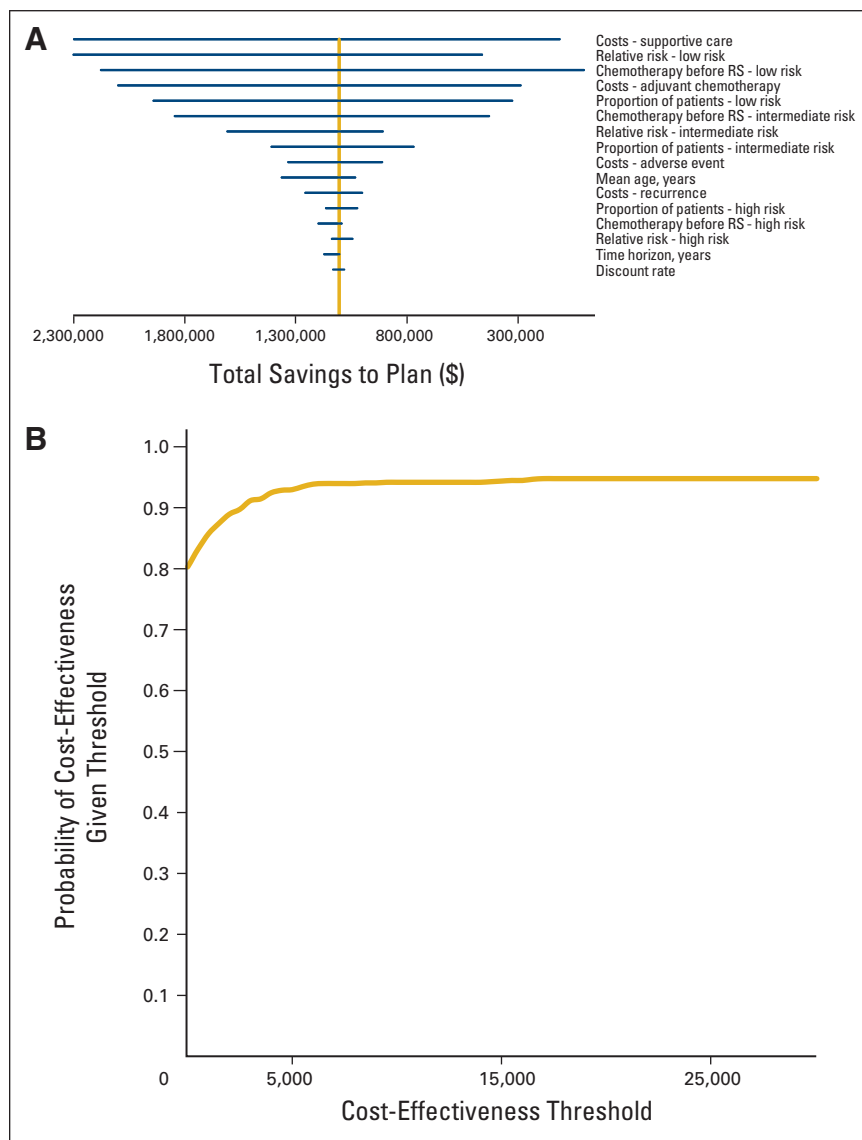 A
Costs - supportive care
Relative risk - low risk
Chemotherapy before RS - low risk
Costs - adjuvant chemotherapy
Proportion of patients - low risk
Chemotherapy before RS - intermediate risk
Relative risk - intermediate risk
Proportion of patients - intermediate risk
Costs - adverse event
Mean age, years
Costs - recurrence
Proportion of patients - high risk
Chemotherapy before RS - high risk
Relative risk - high risk
Time horizon, years
Discount rate
2,300,000 1,800,000 1,300,000 800,000 300,000
Total Savings to Plan ($)
B
Probability of Cost-Effectiveness
Given Threshold
1.0
0.9
0.8
0.7
0.6
0.5
0.4
0.3
0.2
0.1
0 5,000 15,000 25,000
Cost-Effectiveness Threshold